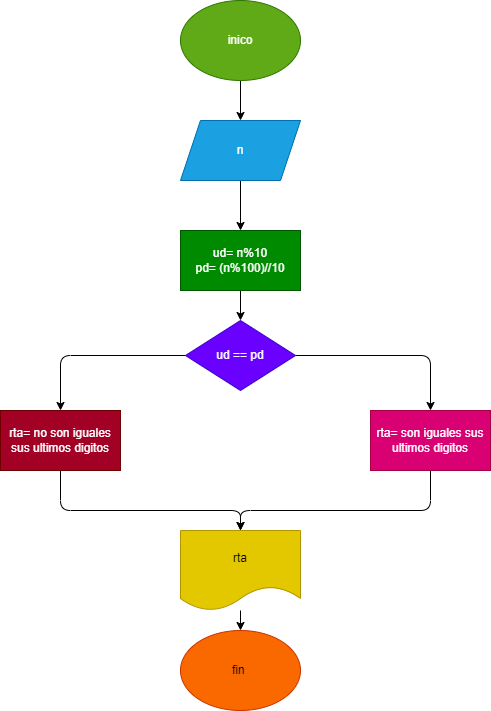 inico
n
ud= n%10
pd= (n%100)//10
ud == pd
rta= no son iguales
sus ultimos digitos
rta= son iguales sus
ultimos digitos
rta
fin